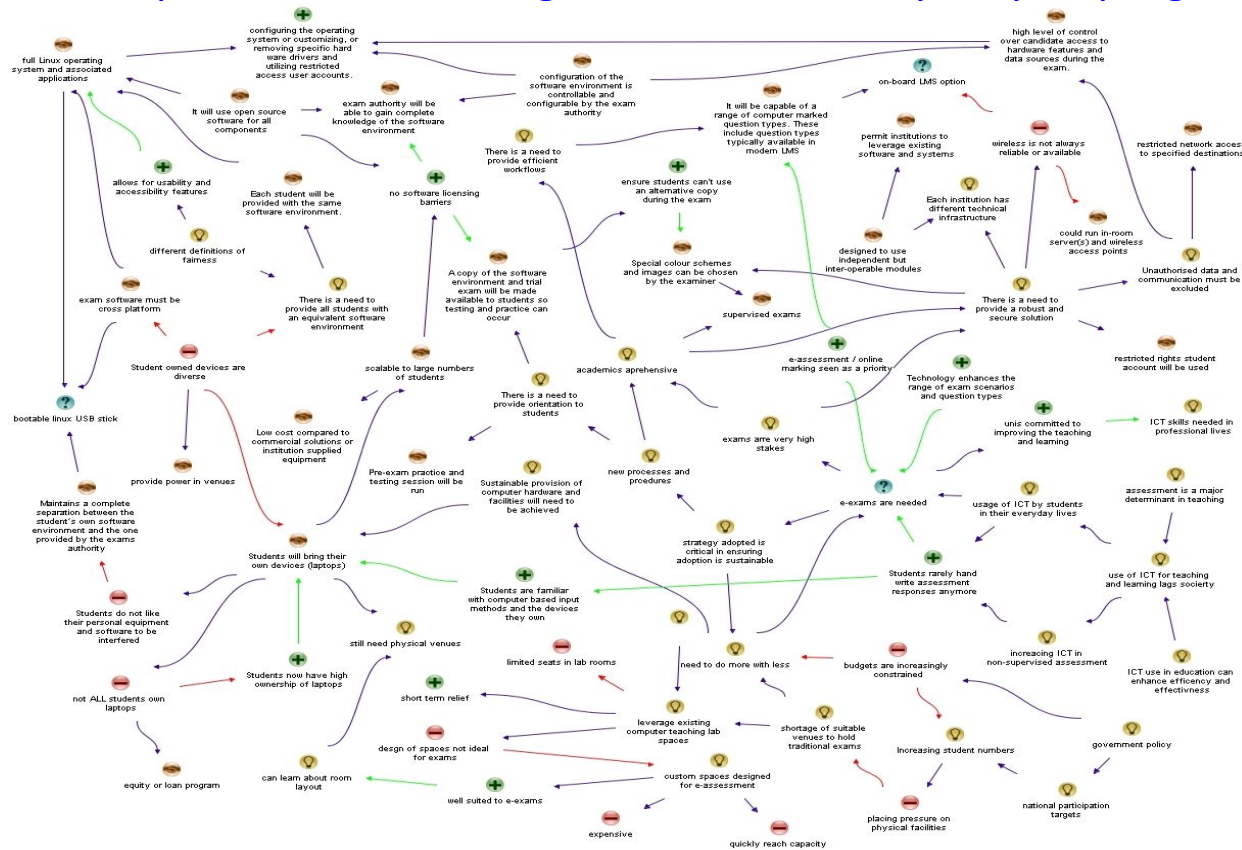 configuring the operating
system or customizing, or
removing specific hard
ware drivers and
utilizing restricted
access user accounts.
high level of control
over candidate access to
hardware features and
data sources during the
exam.
full Linux operating
system and associated
applications
configuration of the
software environment is
controllable and
configurable by the exam
authority
on-board LMS option
It will use open source
software for all
components
exam authority will be
able to gain complete
knowledge of the software
environment
It will be capable of a
range of computer marked
question types. These
include question types
typically available in
modern LMS
permit institutions to
leverage existing
software and systems
wireless is not always
reliable or available
restricted network access
to specified destinations
There is a need to
provide efficient
workflows
allows for usability and
accessibility features
Each student will be
provided with the same
software environment.
no software licensing
barriers
ensure students can't use
an alternative copy
during the exam
Each institution has
different technical
infrastructure
could run in-room
server(s) and wireless
access points
different definitions of
fairness
A copy of the software
environment and trial
exam will be made
available to students so
testing and practice can
occur
Special colour schemes
and images can be chosen
by the examiner
designed to use
independent but
inter-operable modules
Unauthorised data and
communication must be
excluded
exam software must be
cross platform
There is a need to
provide all students with
an equivalent software
environment
supervised exams
There is a need to
provide a robust and
secure solution
Student owned devices are
diverse
scalable to large numbers
of students
academics aprehensive
e-assessment / online
marking seen as a priority
restricted rights student
account will be used
bootable linux USB stick
Low cost compared to
commercial solutions or
institution supplied
equipment
There is a need to
provide orientation to
students
Technology enhances the
range of exam scenarios
and question types
unis committed to
improving the teaching
and learning
ICT skills needed in
professional lives
provide power in venues
Pre-exam practice and
testing session will be
run
new processes and
prcedures
exams arre very high
stakes
Maintains a complete
separation between the
student's own software
environment and the one
provided by the exams
authority
Sustainable provision of
computer hardware and
facilities will need to
be achieved
e-exams are needed
usage of ICT by students
in their everyday lives
assessment is a major
determinant in teaching
Students will bring their
own devices (laptops)
strategy adopted is
critical in ensuring
adoption is sustainable
Students rarely hand
write assessment
responses anymore
use of ICT for teaching
and learning lags socierty
Students do not like
their personal equipment
and software to be
interfered
Students are familiar
with computer based input
methods and the devices
they own
still need physical venues
Students now have high
ownership of laptops
limited seats in lab rooms
need to do more with less
budgets are increasingly
constrained
increasing ICT in
non-supervised assessment
ICT use in education can
enhance efficency and
effectivness
not ALL students own
laptops
short term relief
leverage existing
computer teaching lab
spaces
shortage of suitable
venues to hold
traditional exams
Increasing student numbers
government policy
desgn of spaces not ideal
for exams
equity or loan program
can learn about room
layout
well suited to e-exams
custom spaces designed
for e-assessment
placing pressure on
physical facilities
national participation
targets
expensive
quickly reach capacity